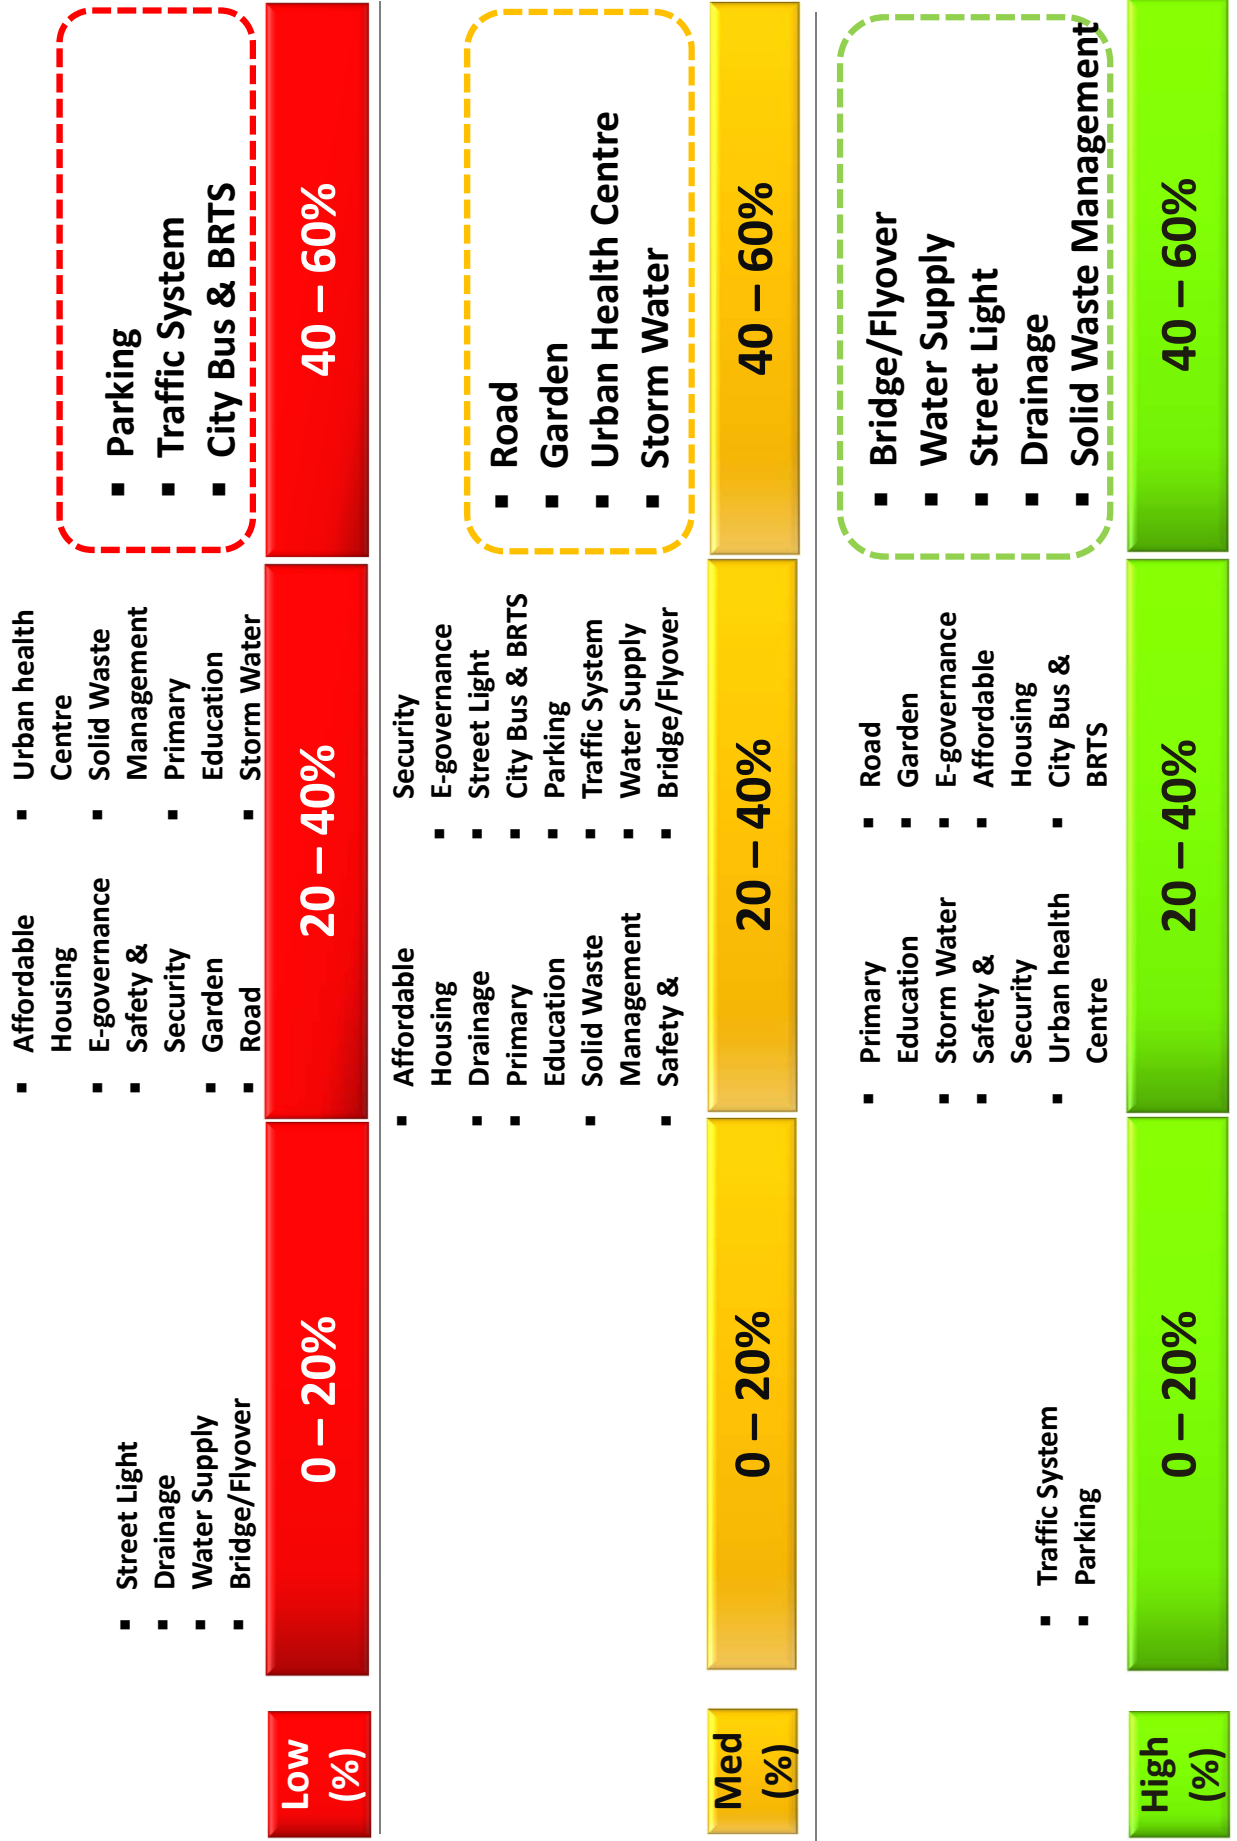 ▪ Street Light
▪ Drainage
▪ Water Supply
▪ Bridge/Flyover
▪ Affordable
Housing
▪ E-governance
▪ Safety &
Security
▪ Garden
▪ Road
▪ Urban health
Centre
▪ Solid Waste
Management
▪ Primary
Education
▪ Storm Water
▪ Parking
▪ Traffic System
▪ City Bus & BRTS
Low
(%)
0 – 20%
20 – 40%
40 – 60%
▪ Affordable
Housing
▪ Drainage
▪ Primary
Education
▪ Solid Waste
Management
▪ Safety &
Security
▪ E-governance
▪ Street Light
▪ City Bus & BRTS
▪ Parking
▪ Traffic System
▪ Water Supply
▪ Bridge/Flyover
▪ Road
▪ Garden
▪ Urban Health Centre
▪ Storm Water
Med
(%)
0 – 20%
20 – 40%
40 – 60%
▪ Traffic System
▪ Parking
▪ Primary
Education
▪ Storm Water
▪ Safety &
Security
▪ Urban health
Centre
▪ Road
▪ Garden
▪ E-governance
▪ Affordable
Housing
▪ City Bus &
BRTS
▪ Bridge/Flyover
▪ Water Supply
▪ Street Light
▪ Drainage
▪ Solid Waste Management
High
(%)
0 – 20%
20 – 40%
40 – 60%